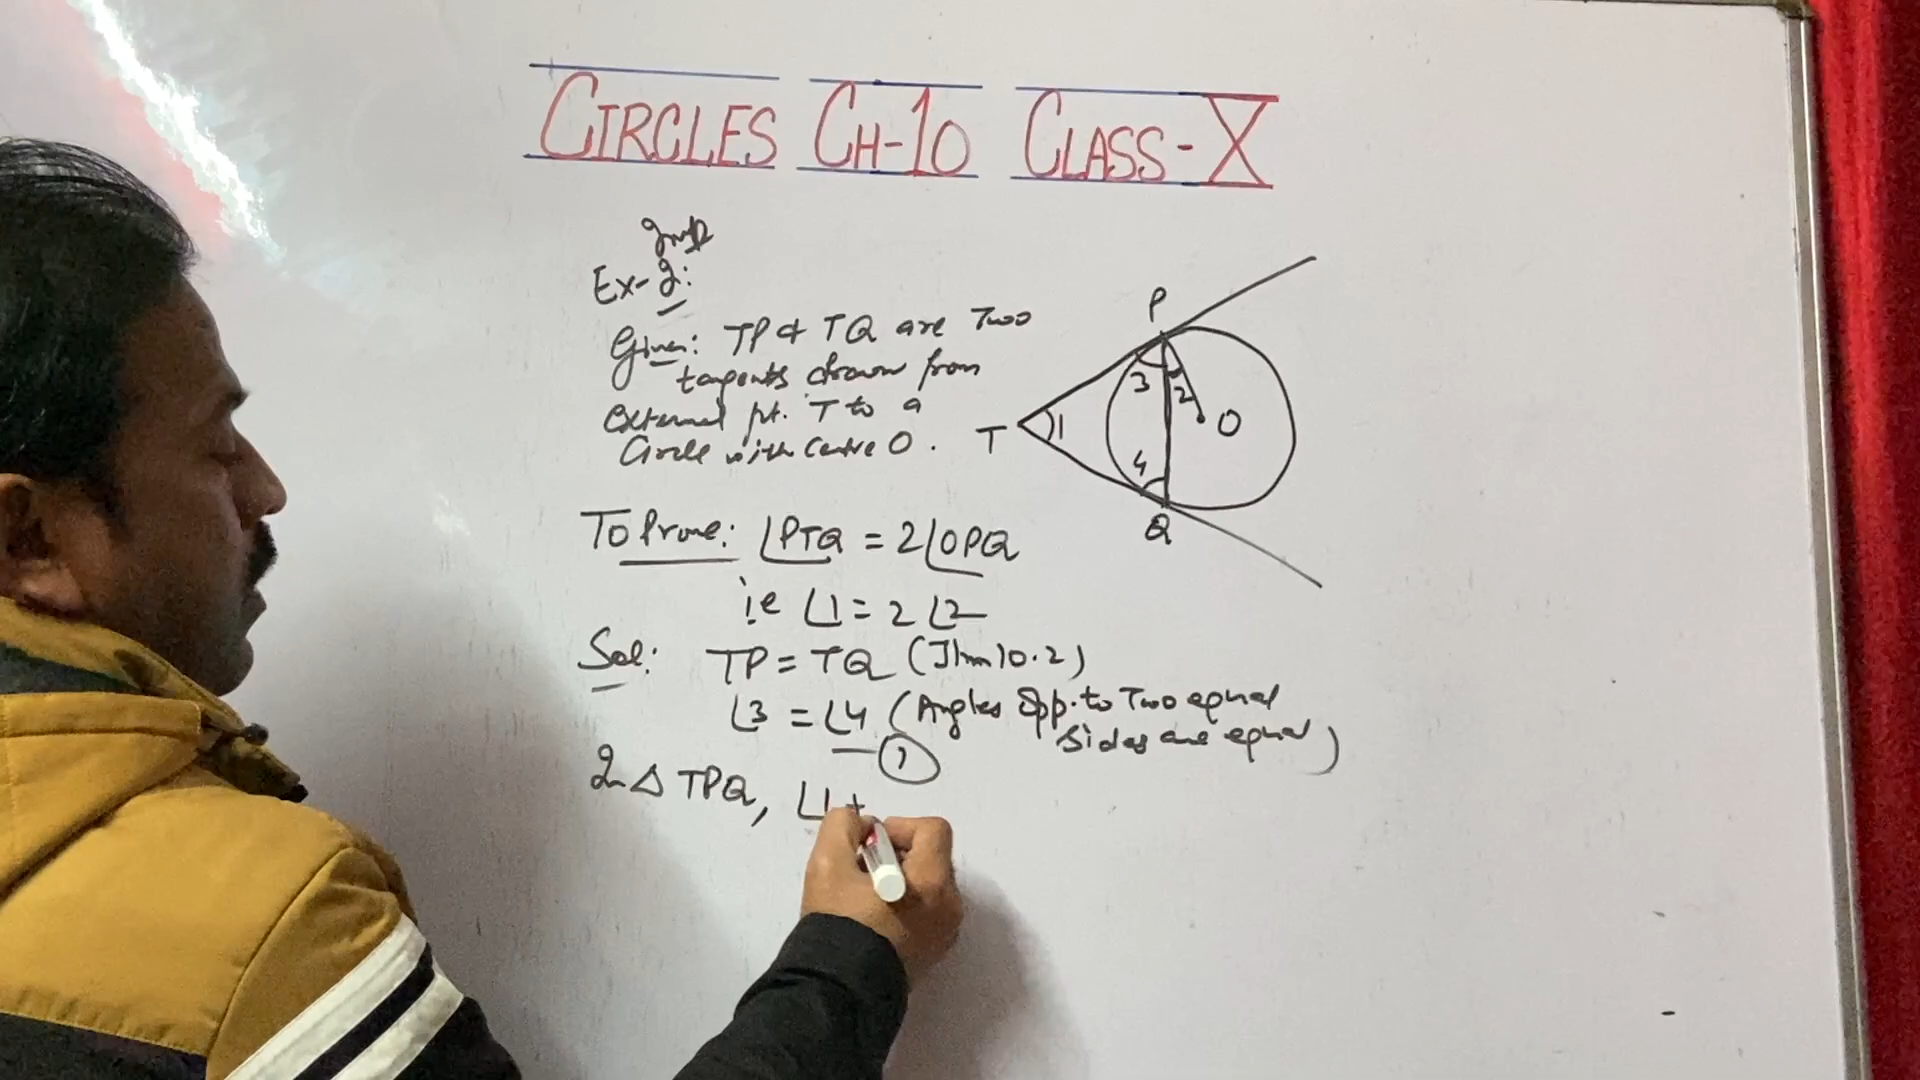 CIRCLES CH-10 CLASS-X
Imp
Ex-2:
Given: TP & TQ are Two
tangents drawn from
external pt. T to a
Circle with Centre O.
To Prove: ∠PTQ = 2∠OPQ
i.e ∠1 = 2∠2
Sol: TP = TQ (Thm 10.2)
∠3 = ∠4 (Angles Opp. to Two equal
Sides are equal)
— ①
In △ TPQ, ∠1 +
P
3
2
T
1
O
4
Q